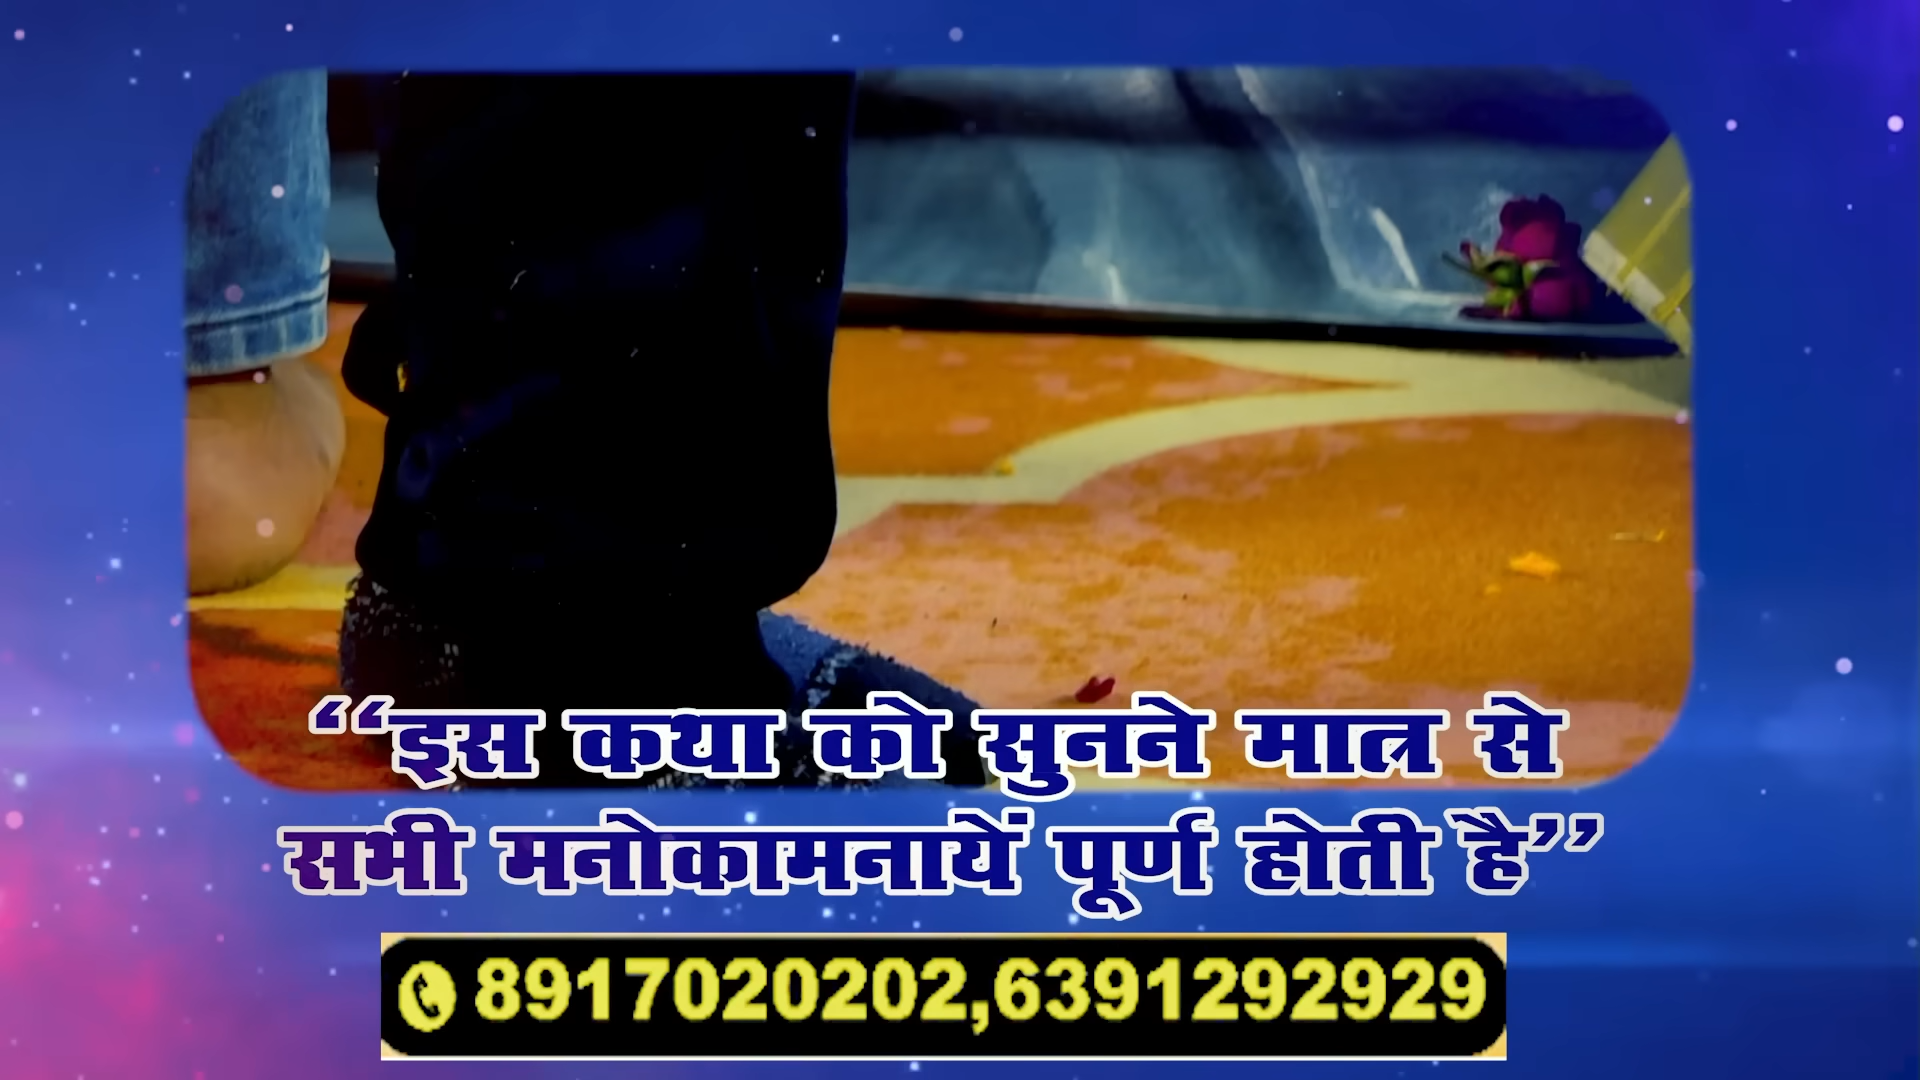 “इस कथा को सुनने मात्र से
सभी मनोकामनायें पूर्ण होती है”
8917020202,6391292929